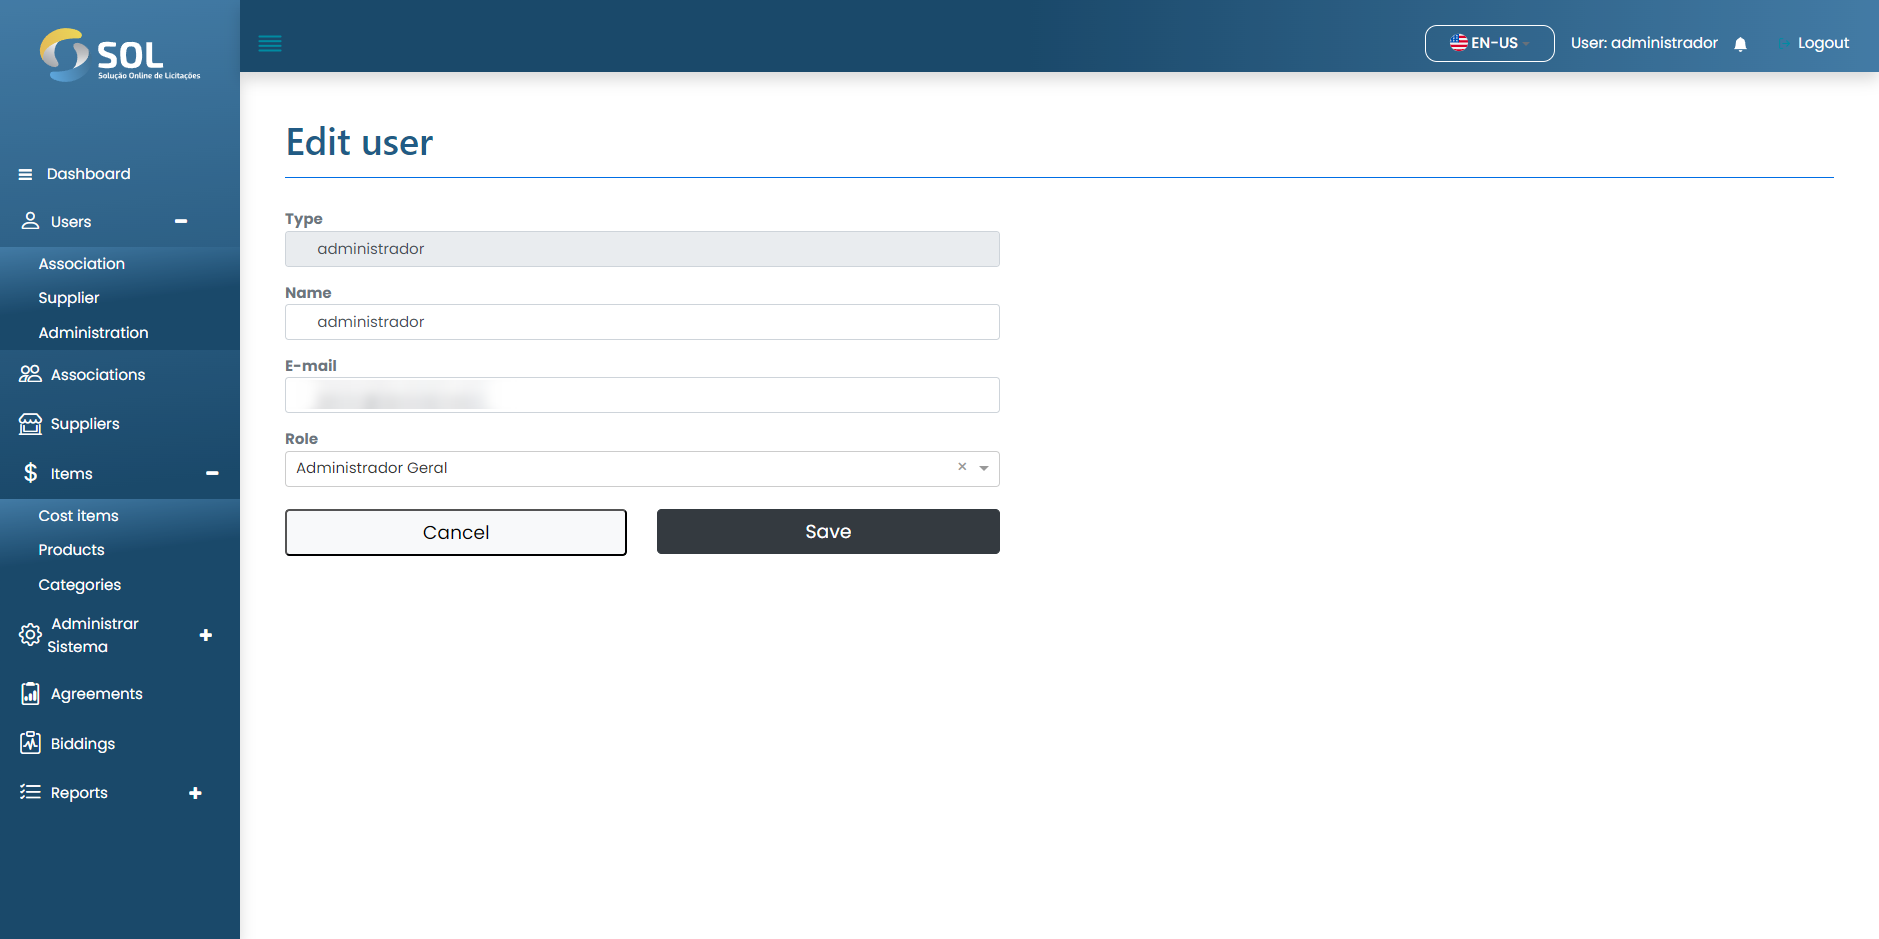 SOL
Solução Online de Licitações
EN-US
User: administrador
Logout
Dashboard
Users
Association
Supplier
Administration
Associations
Suppliers
Items
Cost items
Products
Categories
Administrar
Sistema
Agreements
Biddings
Reports
Edit user
Type
administrador
Name
administrador
E-mail
Role
Administrador Geral
Cancel
Save